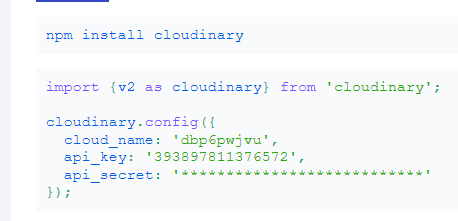 npm install cloudinary
import {v2 as cloudinary} from 'cloudinary';
cloudinary.config({
cloud_name: 'dbp6pwjvu',
api_key: '393897811376572',
api_secret: '***************************'
});